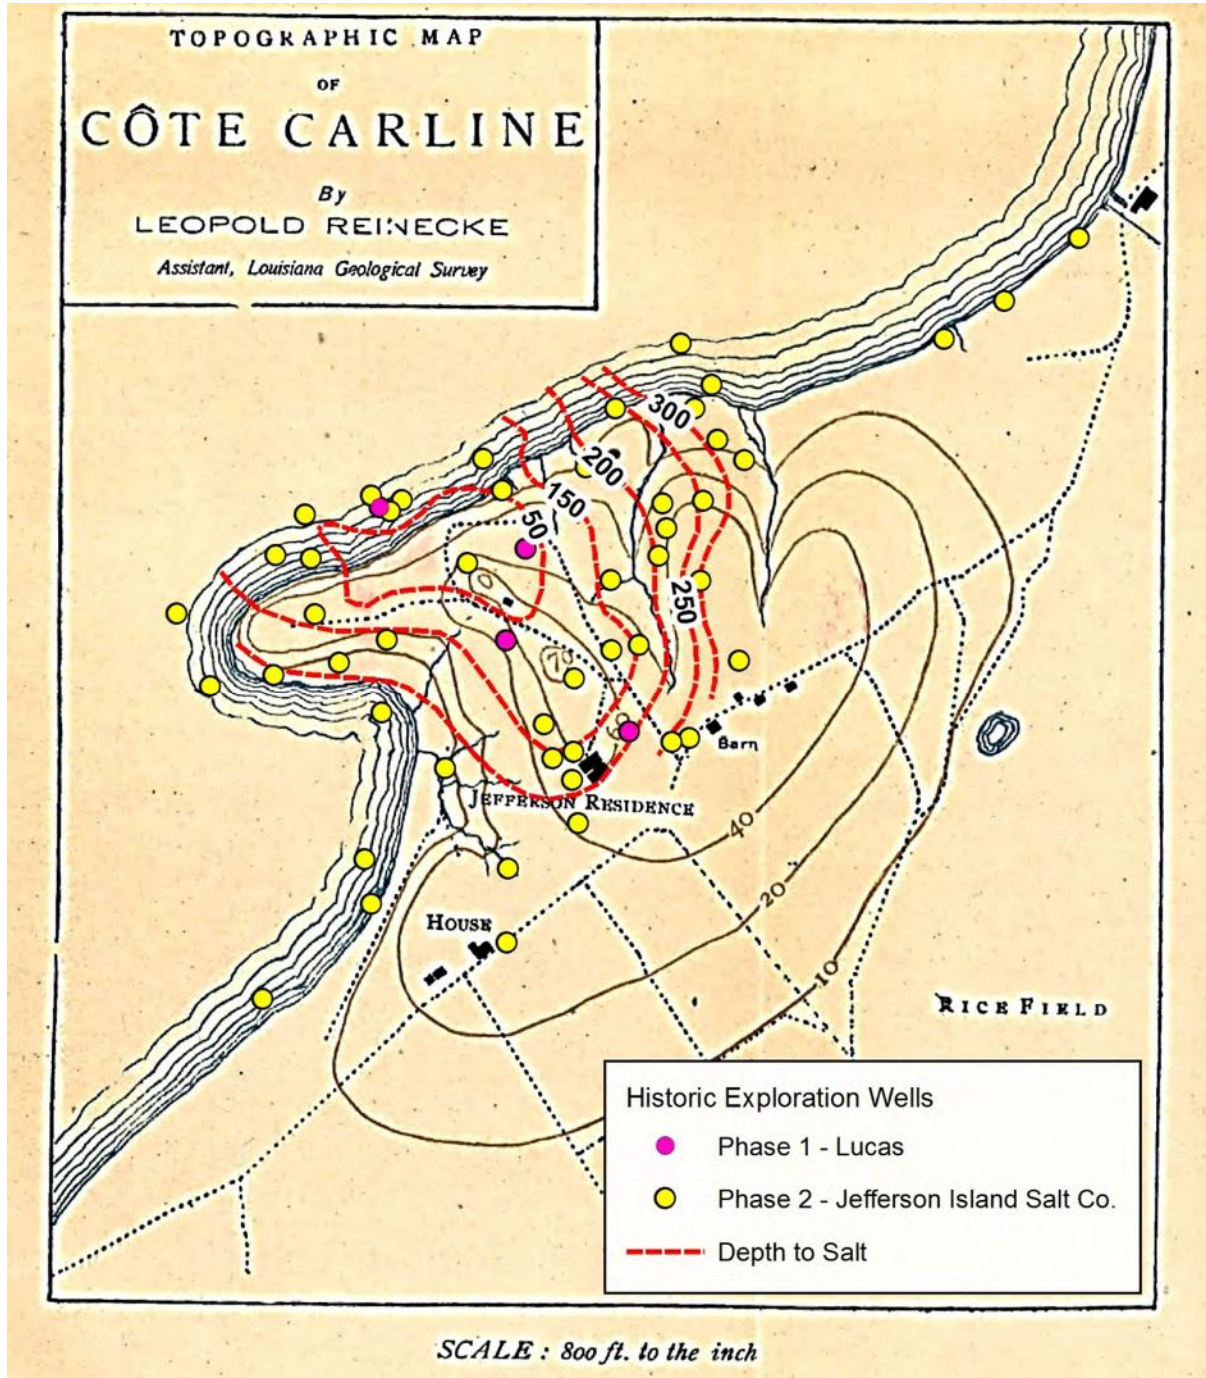 TOPOGRAPHIC MAP
OF
CÔTE CARLINE
By
LEOPOLD REINECKE
Assistant, Louisiana Geological Survey
300
200
150
50
0
250
70
60
Barn
JEFFERSON RESIDENCE
40
20
HOUSE
10
RICE FIELD
Historic Exploration Wells
Phase 1 - Lucas
Phase 2 - Jefferson Island Salt Co.
Depth to Salt
SCALE : 800 ft. to the inch